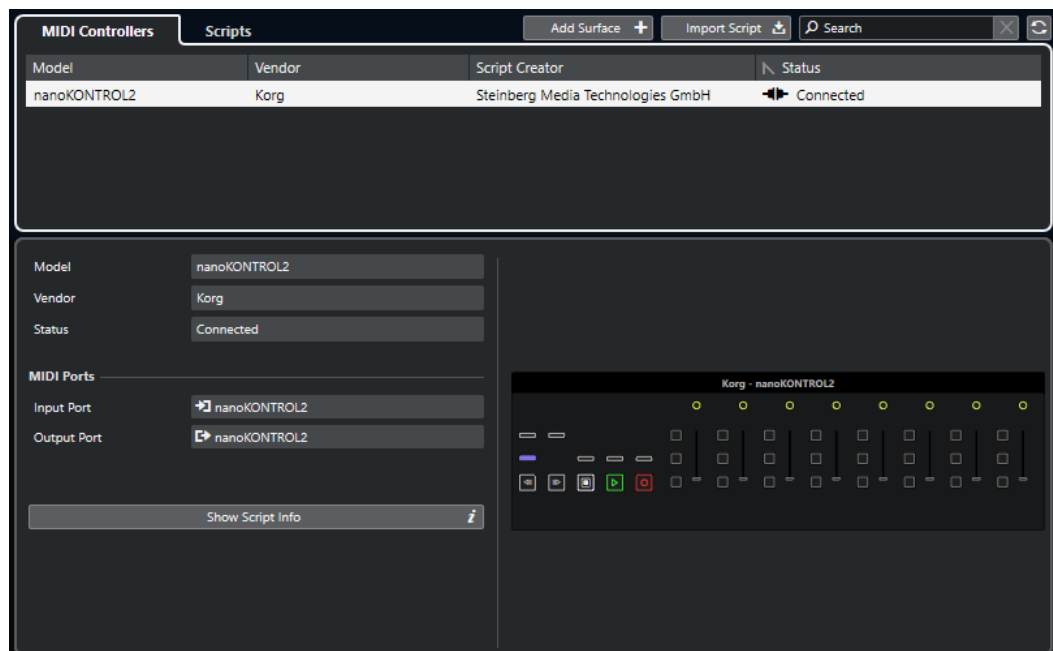 MIDI Controllers Scripts Add Surface Import Script Search
Model Vendor Script Creator Status
nanoKONTROL2 Korg Steinberg Media Technologies GmbH Connected
Model nanoKONTROL2
Vendor Korg
Status Connected
MIDI Ports
Input Port nanoKONTROL2
Output Port nanoKONTROL2
Show Script Info i
Korg - nanoKONTROL2